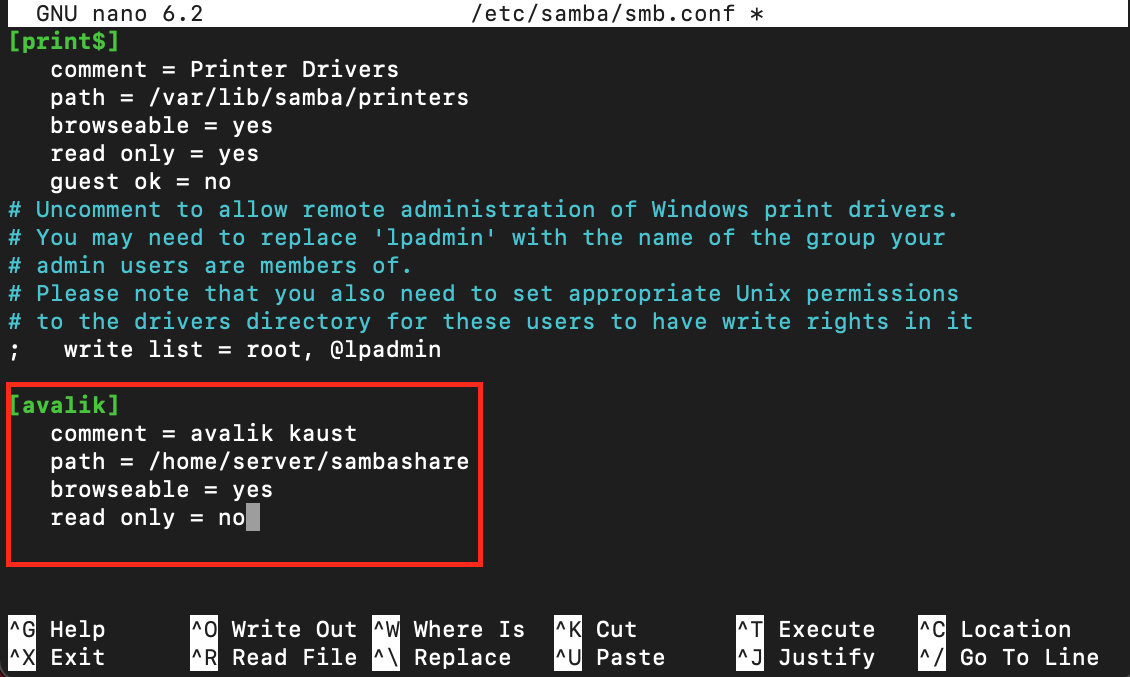 GNU nano 6.2 /etc/samba/smb.conf *
[print$]
comment = Printer Drivers
path = /var/lib/samba/printers
browseable = yes
read only = yes
guest ok = no
# Uncomment to allow remote administration of Windows print drivers.
# You may need to replace 'lpadmin' with the name of the group your
# admin users are members of.
# Please note that you also need to set appropriate Unix permissions
# to the drivers directory for these users to have write rights in it
;   write list = root, @lpadmin
[avalik]
comment = avalik kaust
path = /home/server/sambashare
browseable = yes
read only = no
^G Help ^O Write Out ^W Where Is ^K Cut ^T Execute ^C Location
^X Exit ^R Read File ^\ Replace ^U Paste ^J Justify ^/ Go To Line